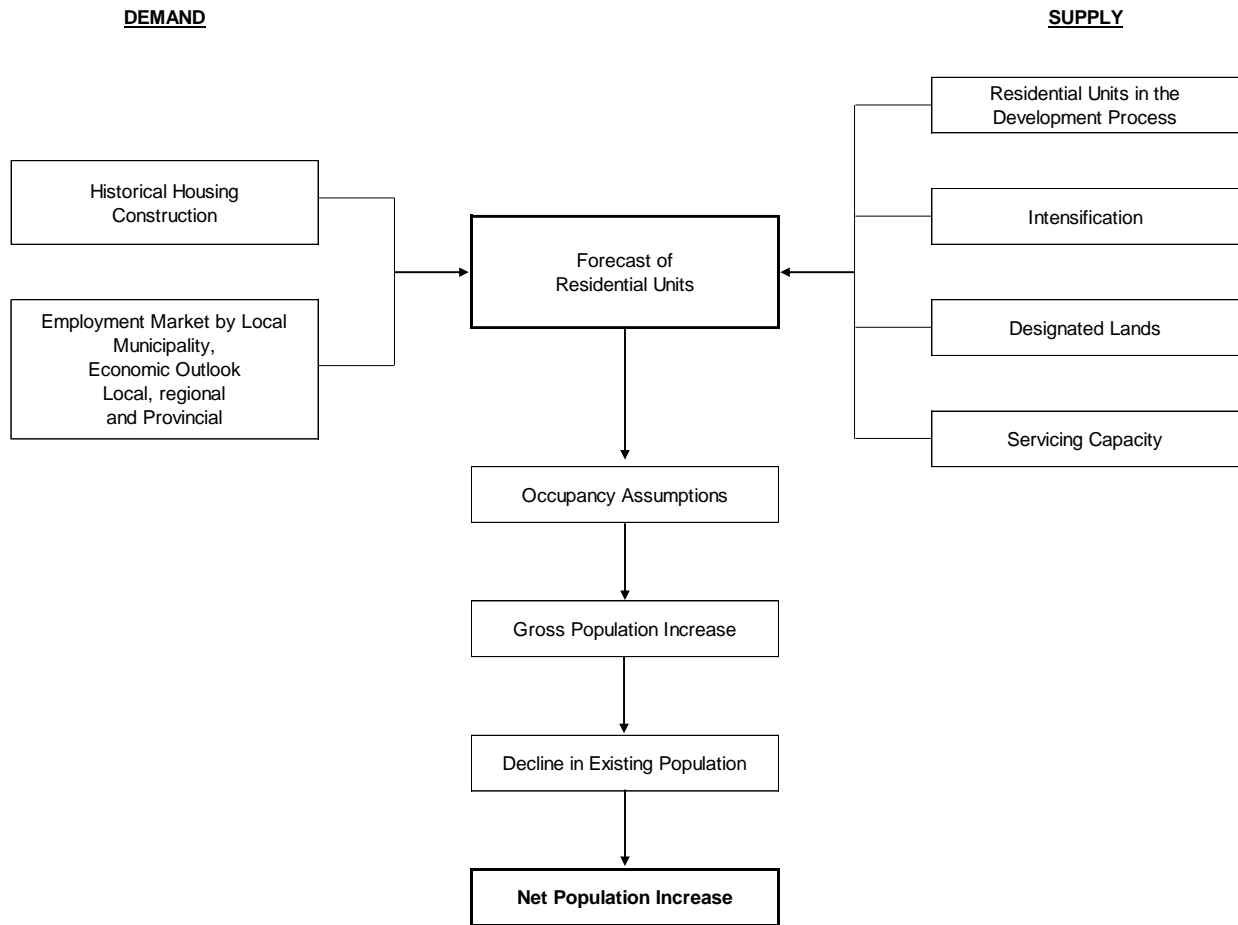 DEMAND
SUPPLY
Residential Units in the
Development Process
Historical Housing
Construction
Intensification
Forecast of
Residential Units
Employment Market by Local
Municipality,
Economic Outlook
Local, regional
and Provincial
Designated Lands
Servicing Capacity
Occupancy Assumptions
Gross Population Increase
Decline in Existing Population
Net Population Increase